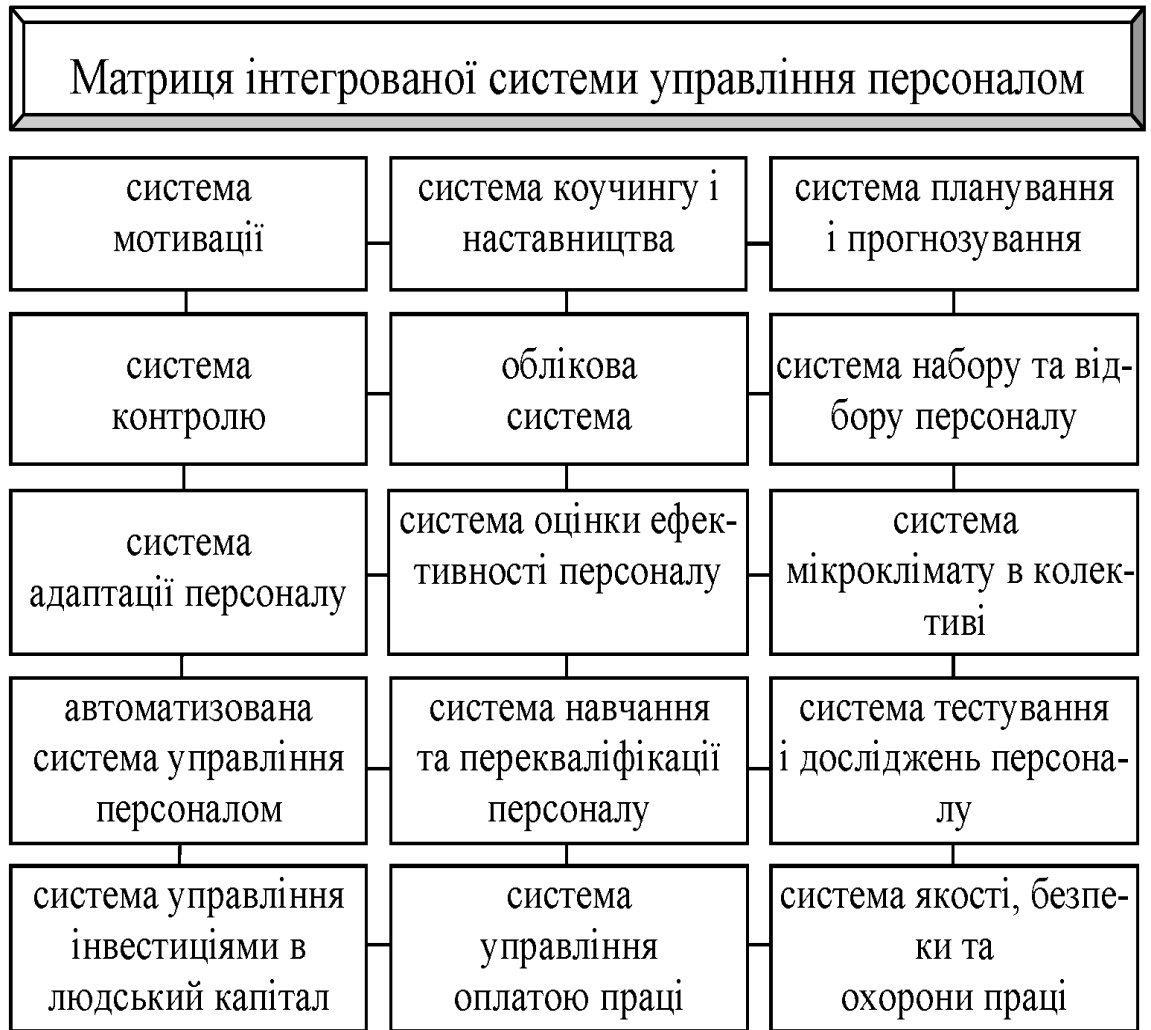 Матриця інтегрованої системи управління персоналом
система
мотивації
система коучингу і
наставництва
система планування
і прогнозування
система
контролю
облікова
система
система набору та від-
бору персоналу
система
адаптації персоналу
система оцінки ефек-
тивності персоналу
система
мікроклімату в колек-
тиві
автоматизована
система управління
персоналом
система навчання
та перекваліфікації
персоналу
система тестування
і досліджень персона-
лу
система управління
інвестиціями в
людський капітал
система
управління
оплатою праці
система якості, безпе-
ки та
охорони праці